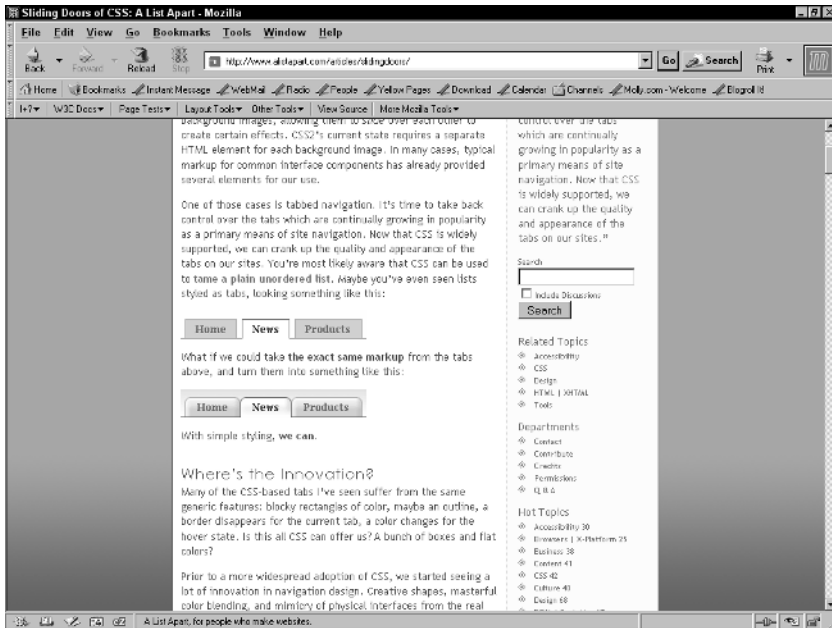 Sliding Doors of CSS: A List Apart - Mozilla
File Edit View Go Bookmarks Tools Window Help
Back Forward Reload Stop http://www.alistapart.com/articles/slidingdoors/ Go Search Print
Home Bookmarks Instant Message WebMail Radio People Yellow Pages Download Calendar Channels Molly.com - Welcome Blogroll It!
I+? W3C Docs Page Tests Layout Tools Other Tools View Source More Mozilla Tools
background images, allowing them to slide over each other to
create certain effects. CSS2's current state requires a separate
HTML element for each background image. In many cases, typical
markup for common interface components has already provided
several elements for our use.
One of those cases is tabbed navigation. It's time to take back
control over the tabs which are continually growing in popularity
as a primary means of site navigation. Now that CSS is widely
supported, we can crank up the quality and appearance of the
tabs on our sites. You're most likely aware that CSS can be used
to tame a plain unordered list. Maybe you've even seen lists
styled as tabs, looking something like this:
Home News Products
What if we could take the exact same markup from the tabs
above, and turn them into something like this:
Home News Products
With simple styling, we can.
Where's the Innovation?
Many of the CSS-based tabs I've seen suffer from the same
generic features: blocky rectangles of color, maybe an outline, a
border disappears for the current tab, a color changes for the
hover state. Is this all CSS can offer us? A bunch of boxes and flat
colors?
Prior to a more widespread adoption of CSS, we started seeing a
lot of innovation in navigation design. Creative shapes, masterful
color blending, and mimicry of physical interfaces from the real
control over the tabs
which are continually
growing in popularity as a
primary means of site
navigation. Now that CSS
is widely supported, we
can crank up the quality
and appearance of the
tabs on our sites."
Search
Include Discussions
Search
Related Topics
Accessibility
CSS
Design
HTML | XHTML
Tools
Departments
Contact
Contribute
Credits
Permissions
Q & A
Hot Topics
Accessibility 30
Browsers | X-Platform 25
Business 38
Content 41
CSS 42
Culture 43
Design 68
A List Apart, for people who make websites.